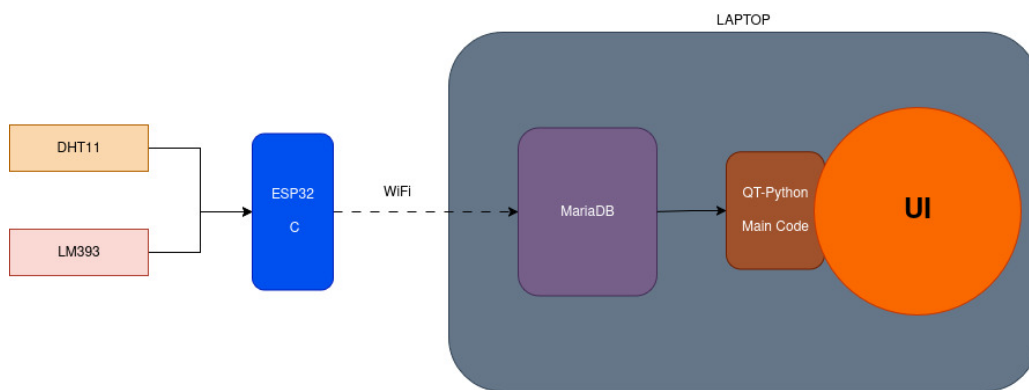 LAPTOP
DHT11
LM393
ESP32
C
WiFi
MariaDB
QT-Python
Main Code
UI